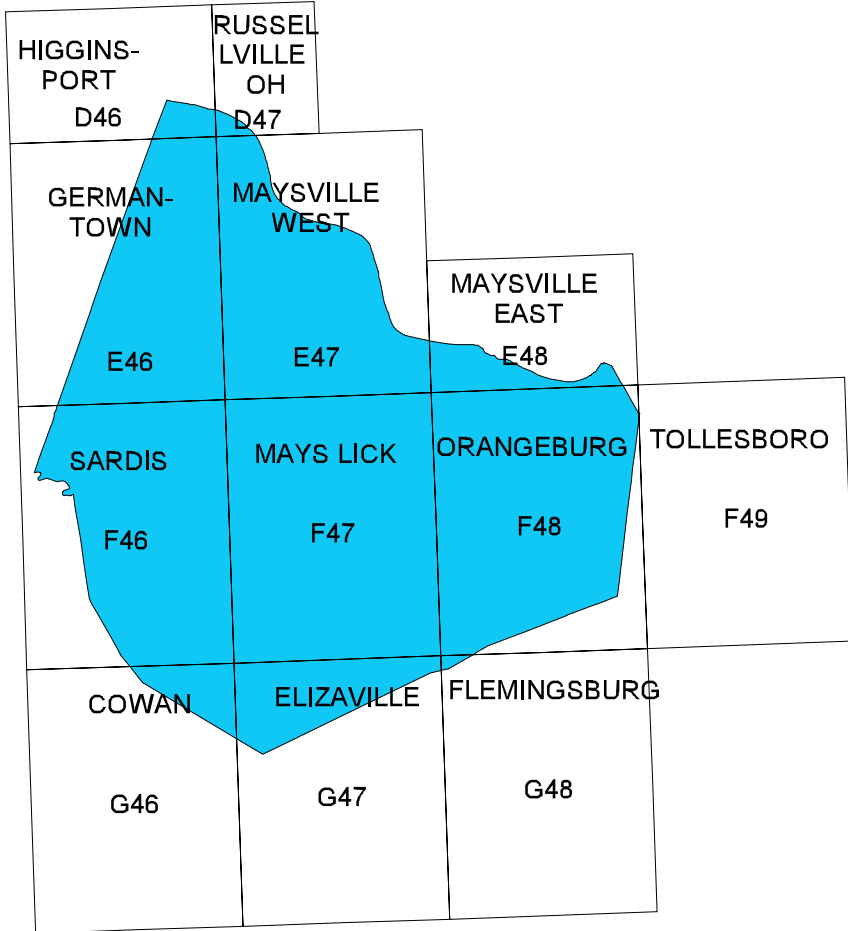 HIGGINS-
PORT
D46
RUSSEL
LVILLE
OH
D47
GERMAN-
TOWN
E46
MAYSVILLE
WEST
E47
MAYSVILLE
EAST
E48
SARDIS
F46
MAYS LICK
F47
ORANGEBURG
F48
TOLLESBORO
F49
COWAN
G46
ELIZAVILLE
G47
FLEMINGSBURG
G48